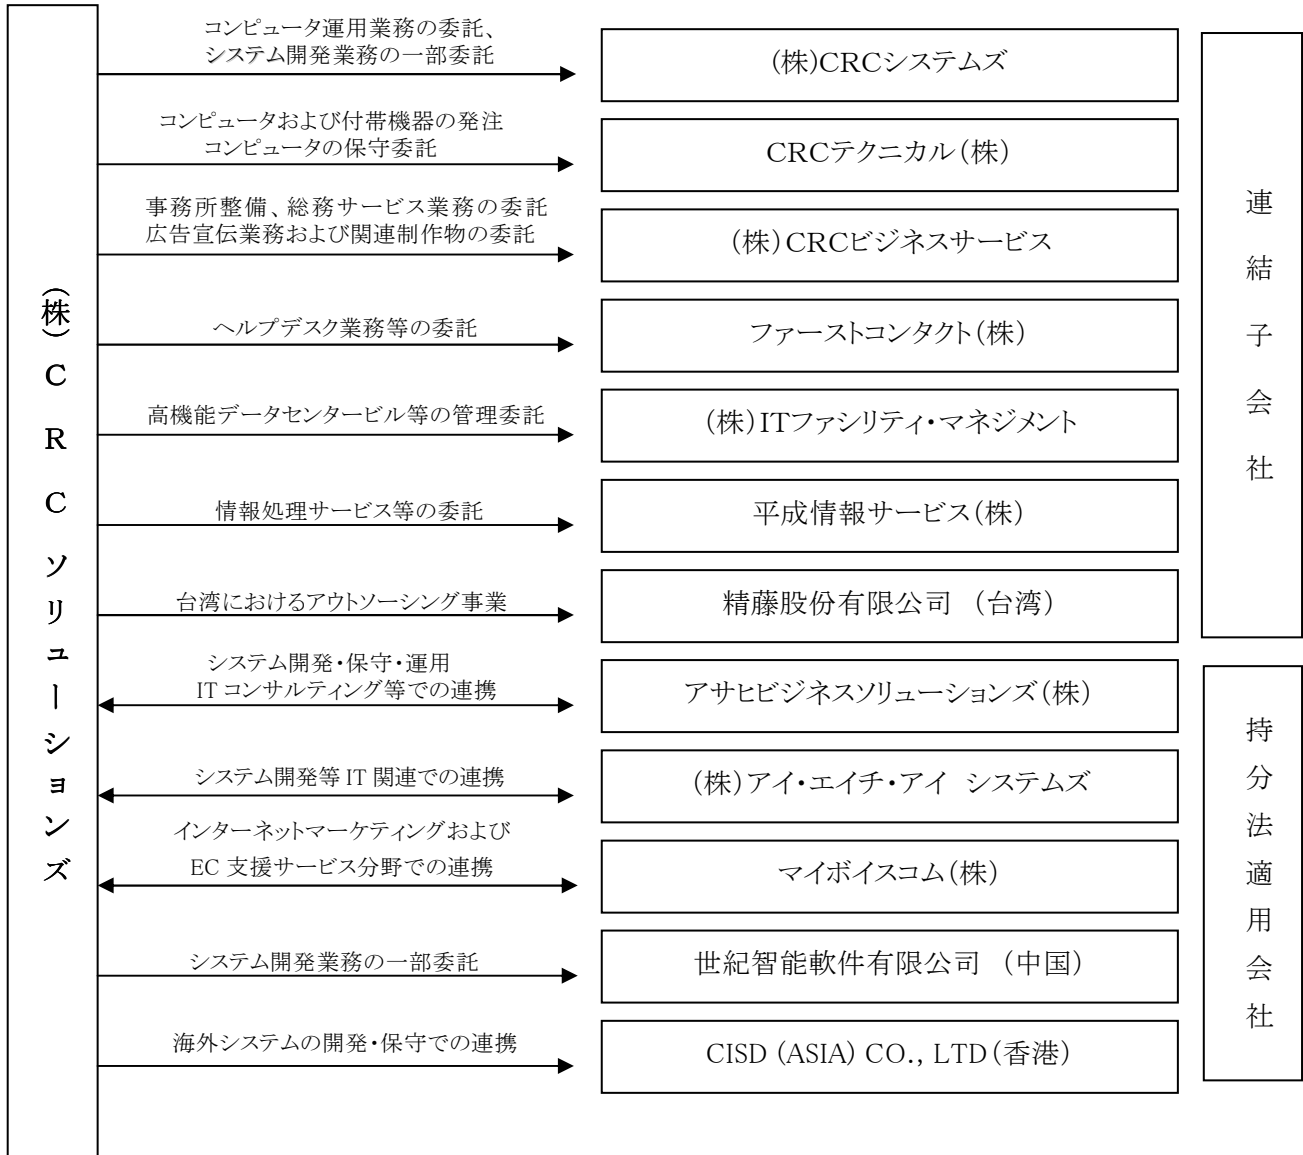 (株)CRCソリューションズ
コンピュータ運用業務の委託、
システム開発業務の一部委託
(株)CRCシステムズ
コンピュータおよび付帯機器の発注
コンピュータの保守委託
CRCテクニカル(株)
事務所整備、総務サービス業務の委託
広告宣伝業務および関連制作物の委託
(株)CRCビジネスサービス
ヘルプデスク業務等の委託
ファーストコンタクト(株)
高機能データセンタービル等の管理委託
(株)ITファシリティ・マネジメント
情報処理サービス等の委託
平成情報サービス(株)
台湾におけるアウトソーシング事業
精藤股份有限公司 (台湾)
連結子会社
システム開発・保守・運用
ITコンサルティング等での連携
アサヒビジネスソリューションズ(株)
システム開発等IT関連での連携
(株)アイ・エイチ・アイ システムズ
インターネットマーケティングおよび
EC支援サービス分野での連携
マイボイスコム(株)
システム開発業務の一部委託
世紀智能軟件有限公司 (中国)
海外システムの開発・保守での連携
CISD (ASIA) CO., LTD(香港)
持分法適用会社